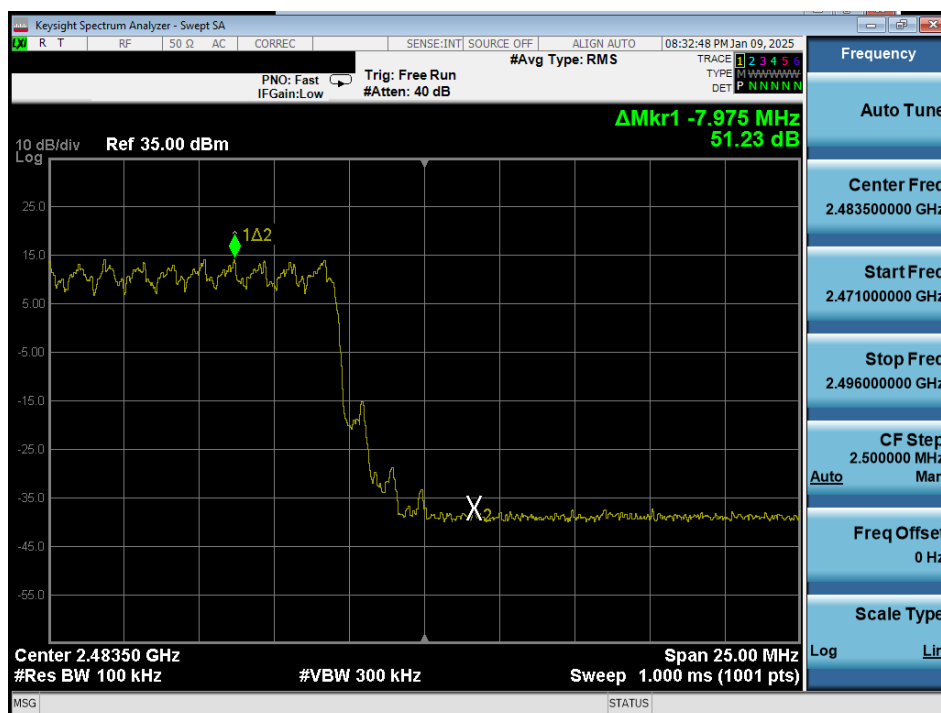 Keysight Spectrum Analyzer - Swept SA
LXI R T RF 50 Ω AC CORREC SENSE:INT SOURCE OFF ALIGN AUTO 08:32:48 PM Jan 09, 2025
#Avg Type: RMS
TRACE 1 2 3 4 5 6
PNO: Fast Trig: Free Run TYPE M W W W W W
IFGain:Low #Atten: 40 dB DET P N N N N N
ΔMkr1 -7.975 MHz
10 dB/div Ref 35.00 dBm 51.23 dB
Log
25.0
1Δ2
15.0
5.00
-5.00
-15.0
-25.0
-35.0
X2
-45.0
-55.0
Center 2.48350 GHz Span 25.00 MHz
#Res BW 100 kHz #VBW 300 kHz Sweep 1.000 ms (1001 pts)
MSG STATUS
Frequency
Auto Tune
Center Freq
2.483500000 GHz
Start Freq
2.471000000 GHz
Stop Freq
2.496000000 GHz
CF Step
2.500000 MHz
Auto Man
Freq Offset
0 Hz
Scale Type
Log Lin